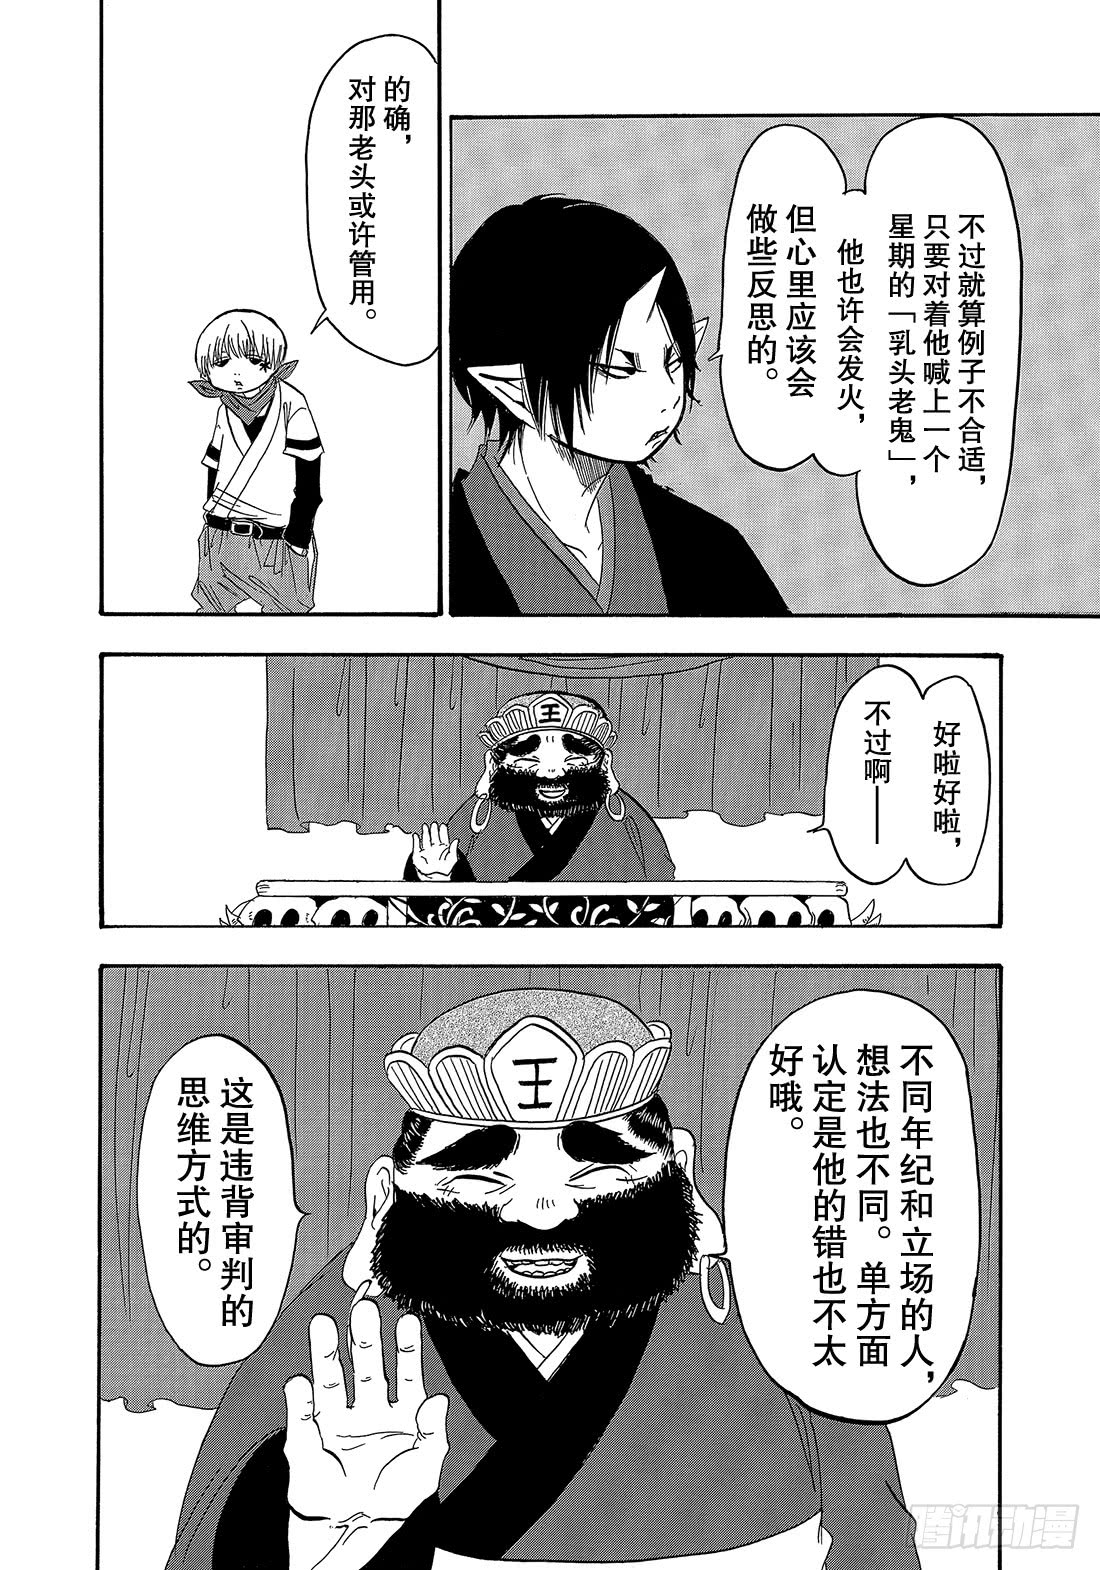 不过就算例子不合适，
只要对着他喊上一个
星期的「乳头老鬼」，
他也许会发火，
但心里应该会
做些反思的。
的确，
对那老头或许管用。
好啦好啦，
不过啊——
王
不同年纪和立场的人，
想法也不同。单方面
认定是他的错也不太
好哦。
王
这是违背审判的
思维方式的。
腾讯动漫